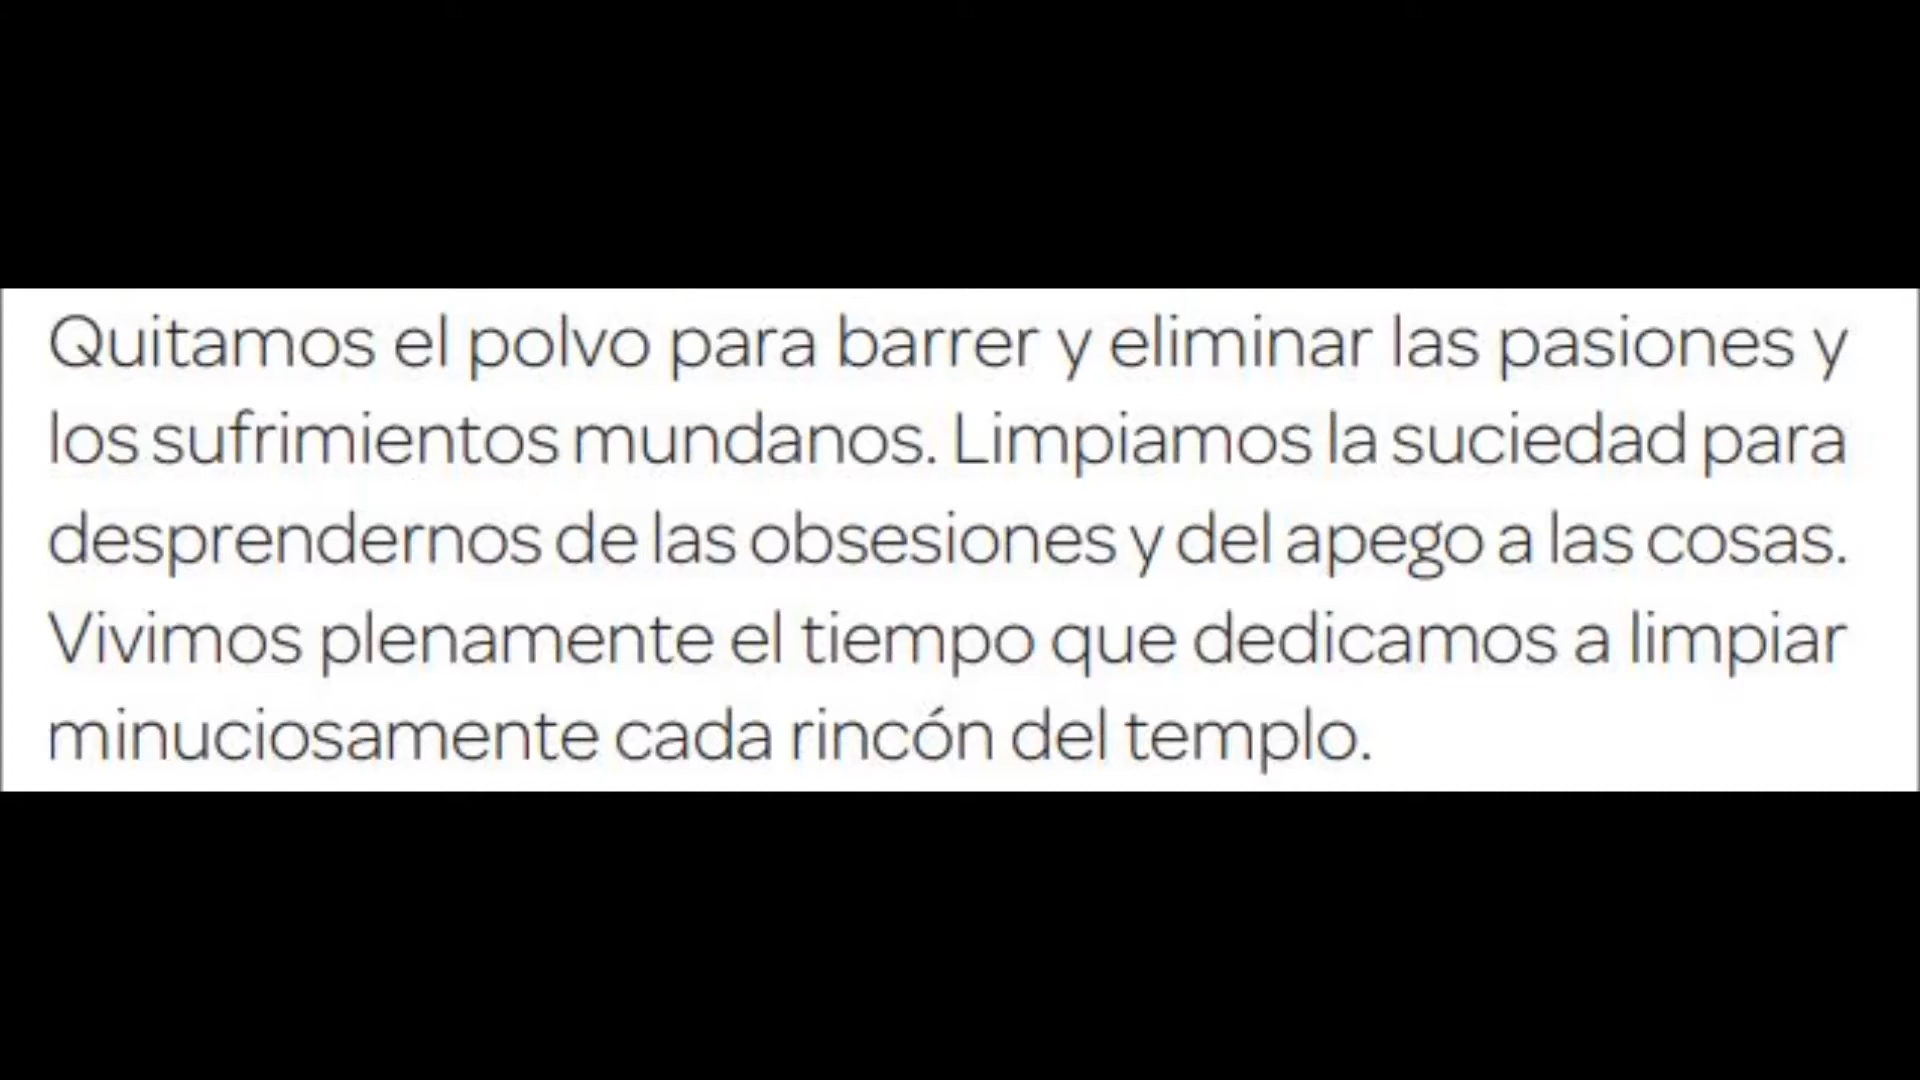 Quitamos el polvo para barrer y eliminar las pasiones y
los sufrimientos mundanos. Limpiamos la suciedad para
desprendernos de las obsesiones y del apego a las cosas.
Vivimos plenamente el tiempo que dedicamos a limpiar
minuciosamente cada rincón del templo.